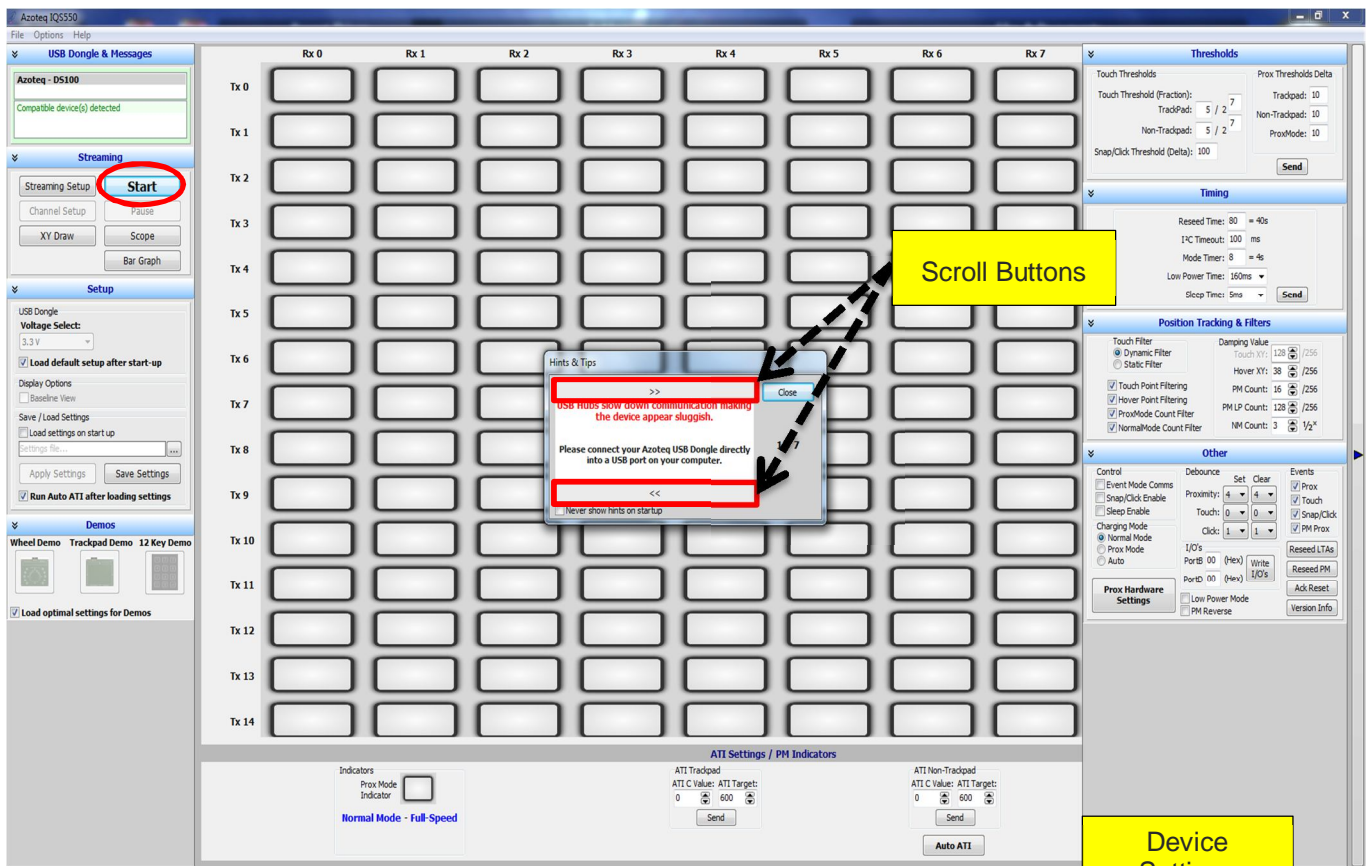 Azoteq IQS550
File Options Help
USB Dongle & Messages
Azoteq - DS100
Compatible device(s) detected
Streaming
Streaming Setup Start
Channel Setup Pause
XY Draw Scope
Bar Graph
Setup
USB Dongle
Voltage Select:
3.3 V
Load default setup after start-up
Display Options
Baseline View
Save / Load Settings
Load settings on start up
Settings file... ...
Apply Settings Save Settings
Run Auto ATI after loading settings
Demos
Wheel Demo Trackpad Demo 12 Key Demo
Load optimal settings for Demos
Rx 0 Rx 1 Rx 2 Rx 3 Rx 4 Rx 5 Rx 6 Rx 7
Tx 0
Tx 1
Tx 2
Tx 3
Tx 4
Tx 5
Tx 6
Tx 7
Tx 8
Tx 9
Tx 10
Tx 11
Tx 12
Tx 13
Tx 14
Scroll Buttons
Hints & Tips
>> Close
USB Hubs slow down communication making
the device appear sluggish.
Please connect your Azoteq USB Dongle directly
into a USB port on your computer.
<<
Never show hints on startup
ATI Settings / PM Indicators
Indicators
Prox Mode
Indicator
Normal Mode - Full-Speed
ATI Trackpad
ATI C Value: ATI Target:
0 600
Send
ATI Non-Trackpad
ATI C Value: ATI Target:
0 600
Send
Auto ATI
Thresholds
Touch Thresholds Prox Thresholds Delta
Touch Threshold (Fraction): Trackpad: 10
TrackPad: 5 / 2 7 Non-Trackpad: 10
Non-Trackpad: 5 / 2 7 ProxMode: 10
Snap/Click Threshold (Delta): 100
Send
Timing
Reseed Time: 80 = 40s
I²C Timeout: 100 ms
Mode Timer: 8 = 4s
Low Power Time: 160ms
Sleep Time: 5ms Send
Position Tracking & Filters
Touch Filter Damping Value
Dynamic Filter Touch XY: 128 /256
Static Filter Hover XY: 38 /256
Touch Point Filtering PM Count: 16 /256
Hover Point Filtering PM LP Count: 128 /256
ProxMode Count Filter
NormalMode Count Filter NM Count: 3 1/2ˣ
Other
Control Debounce Events
Set Clear
Event Mode Comms Proximity: 4 4 Prox
Snap/Click Enable Touch
Sleep Enable Touch: 0 0 Snap/Click
Charging Mode Click: 1 1 PM Prox
Normal Mode
Prox Mode I/O's Reseed LTAs
Auto PortB 00 (Hex) Write I/O's Reseed PM
PortD 00 (Hex) Ack Reset
Prox Hardware Settings Low Power Mode
PM Reverse Version Info
Device